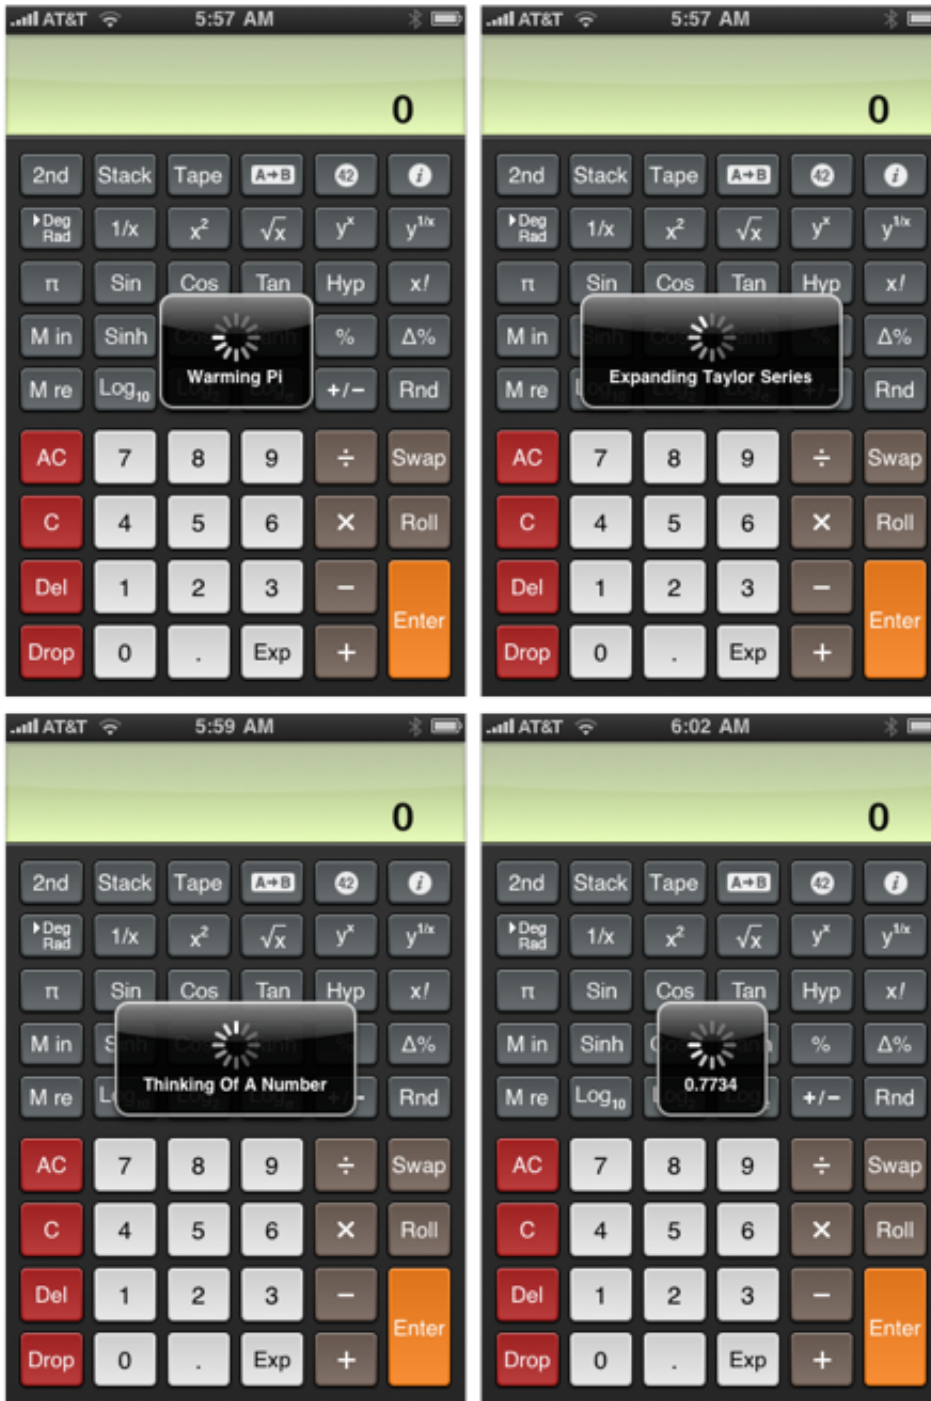 AT&T 5:57 AM
0
2nd Stack Tape A→B 42 i
▸Deg Rad 1/x x² √x yˣ y¹ᐟˣ
π Sin Cos Tan Hyp x!
M in Sinh % Δ%
Warming Pi
M re Log₁₀ +/− Rnd
AC 7 8 9 ÷ Swap
C 4 5 6 × Roll
Del 1 2 3 −
Enter
Drop 0 . Exp +
AT&T 5:57 AM
0
2nd Stack Tape A→B 42 i
▸Deg Rad 1/x x² √x yˣ y¹ᐟˣ
π Sin Cos Tan Hyp x!
M in Δ%
Expanding Taylor Series
M re Rnd
AC 7 8 9 ÷ Swap
C 4 5 6 × Roll
Del 1 2 3 −
Enter
Drop 0 . Exp +
AT&T 5:59 AM
0
2nd Stack Tape A→B 42 i
▸Deg Rad 1/x x² √x yˣ y¹ᐟˣ
π Sin Cos Tan Hyp x!
M in Δ%
Thinking Of A Number
M re Rnd
AC 7 8 9 ÷ Swap
C 4 5 6 × Roll
Del 1 2 3 −
Enter
Drop 0 . Exp +
AT&T 6:02 AM
0
2nd Stack Tape A→B 42 i
▸Deg Rad 1/x x² √x yˣ y¹ᐟˣ
π Sin Cos Tan Hyp x!
M in Sinh % Δ%
0.7734
M re Log₁₀ +/− Rnd
AC 7 8 9 ÷ Swap
C 4 5 6 × Roll
Del 1 2 3 −
Enter
Drop 0 . Exp +